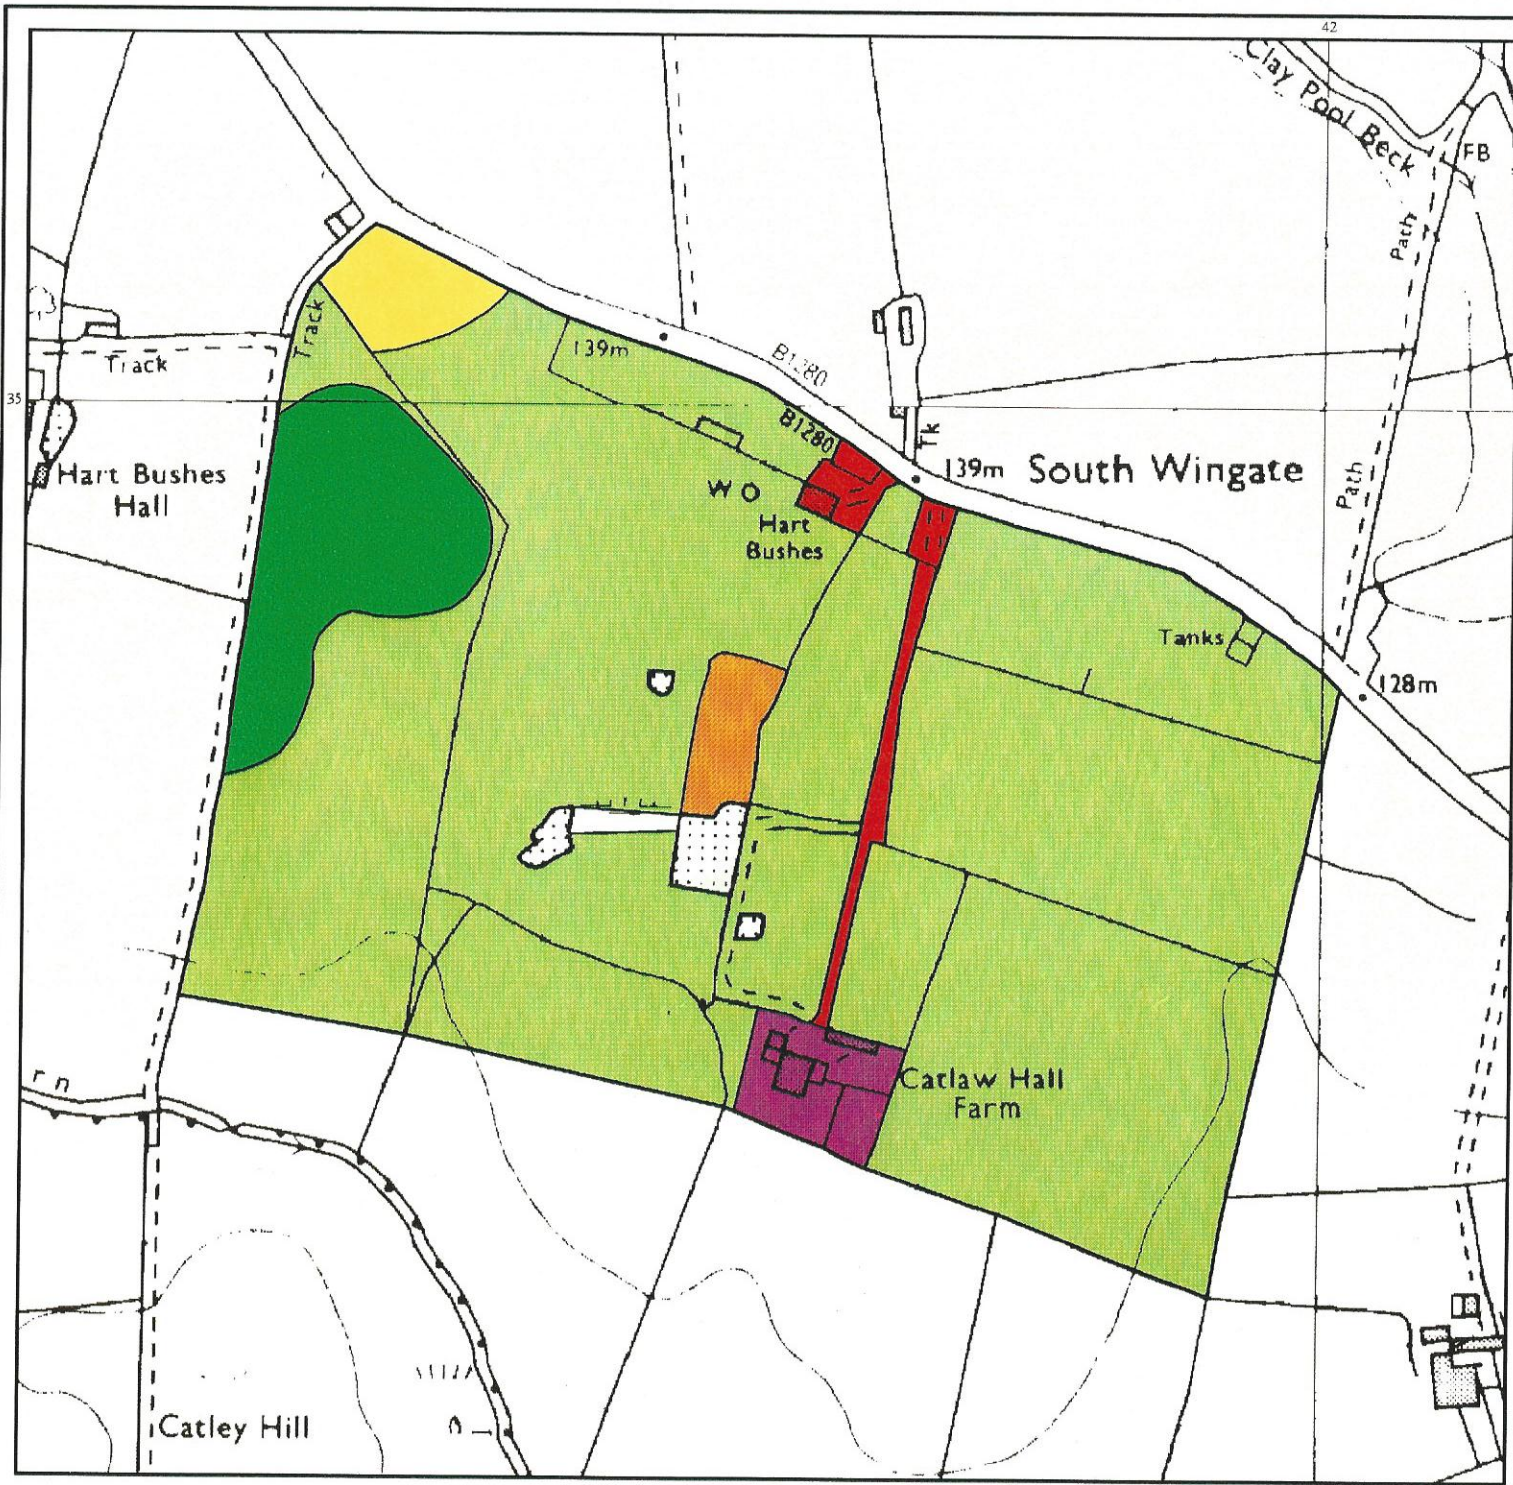 42
Clay Pool Beck
FB
Path
Track
139m
B1280
Track
35
B1280
Tk
139m
South Wingate
Hart Bushes
Hall
W O
Hart
Bushes
Path
Tanks
128m
Catlaw Hall
Farm
rn
Catley Hill